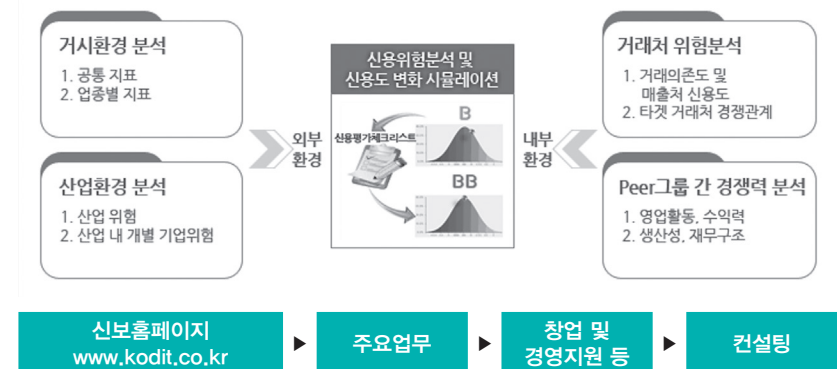 거시환경 분석
1. 공통 지표
2. 업종별 지표
산업환경 분석
1. 산업 위험
2. 산업 내 개별 기업위험
외부
환경
신용위험분석 및
신용도 변화 시뮬레이션
B
신용평가체크리스트
BB
내부
환경
거래처 위험분석
1. 거래의존도 및
매출처 신용도
2. 타겟 거래처 경쟁관계
Peer그룹 간 경쟁력 분석
1. 영업활동, 수익력
2. 생산성, 재무구조
신보홈페이지
www.kodit.co.kr
▶
주요업무
▶
창업 및
경영지원 등
▶
컨설팅